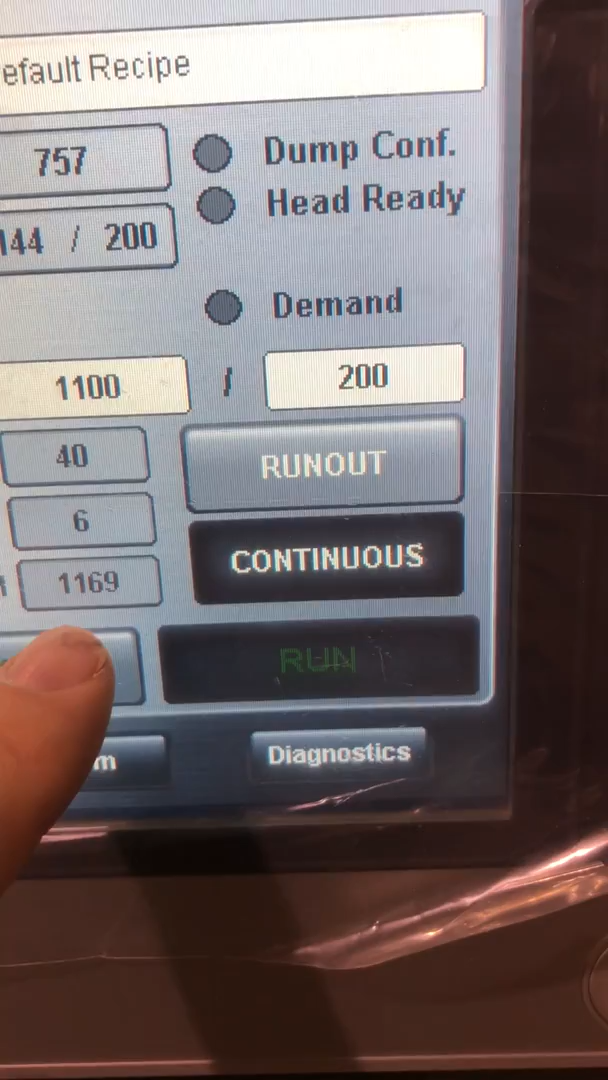 efault Recipe
757
Dump Conf.
Head Ready
144 / 200
Demand
1100 / 200
40
RUNOUT
6
CONTINUOUS
1169
RUN
m
Diagnostics